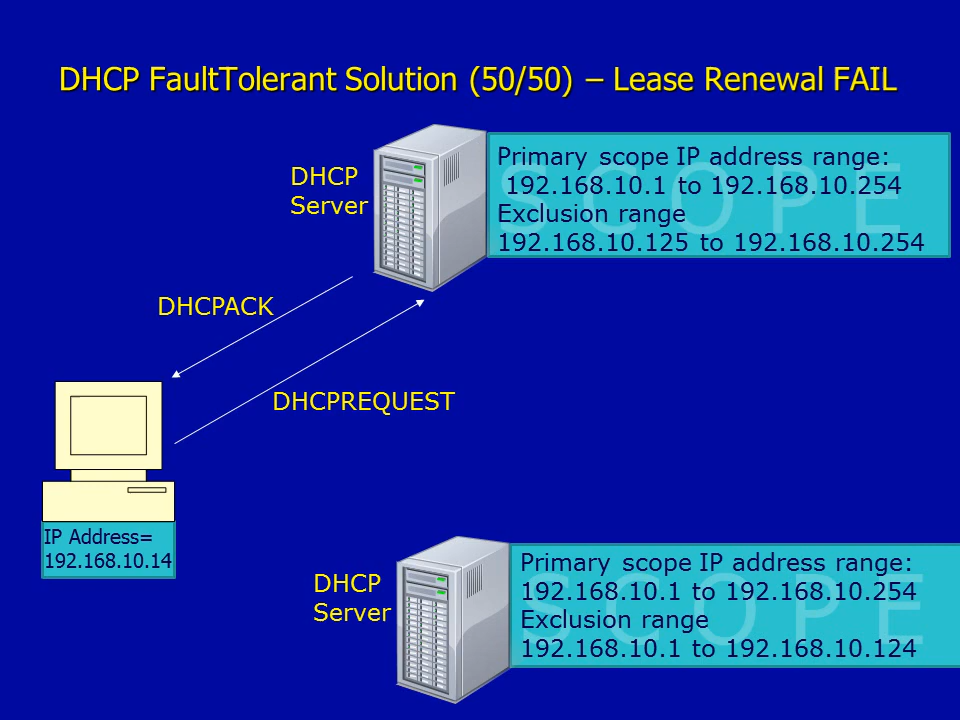 DHCP FaultTolerant Solution (50/50) – Lease Renewal FAIL
DHCP
Server
SCOPE
Primary scope IP address range:
192.168.10.1 to 192.168.10.254
Exclusion range
192.168.10.125 to 192.168.10.254
DHCPACK
DHCPREQUEST
IP Address=
192.168.10.14
DHCP
Server
SCOPE
Primary scope IP address range:
192.168.10.1 to 192.168.10.254
Exclusion range
192.168.10.1 to 192.168.10.124